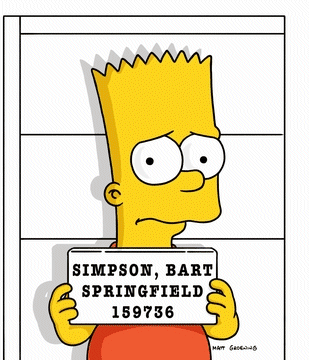 SIMPSON, BART
SPRINGFIELD
159736
MATT GROENING